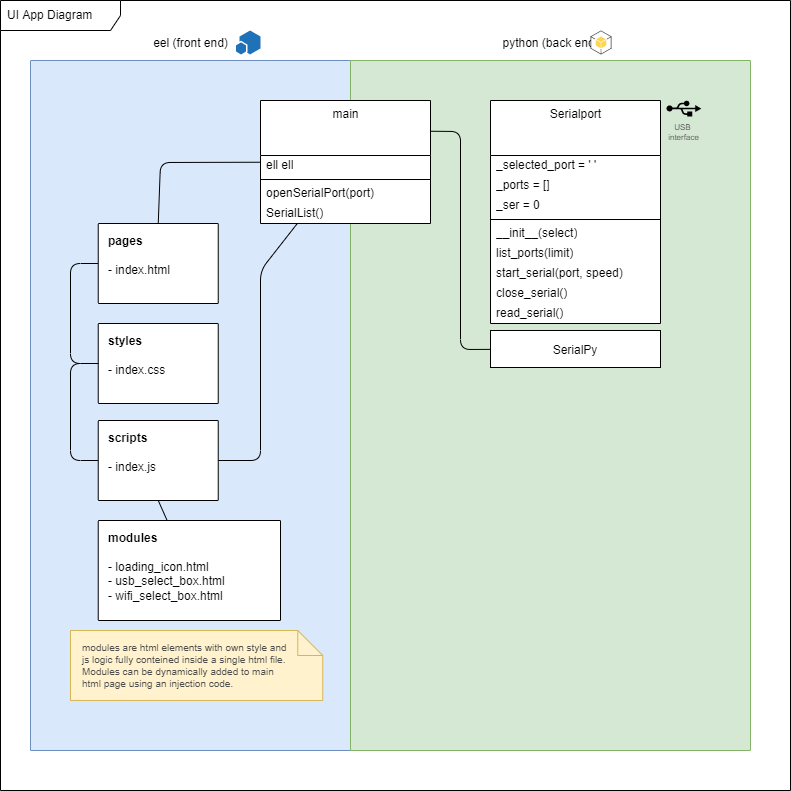 UI App Diagram
eel (front end)
python (back end
main
ell ell
openSerialPort(port)
SerialList()
Serialport
_selected_port = ' '
_ports = []
_ser = 0
__init__(select)
list_ports(limit)
start_serial(port, speed)
close_serial()
read_serial()
USB
interface
SerialPy
pages
- index.html
styles
- index.css
scripts
- index.js
modules
- loading_icon.html
- usb_select_box.html
- wifi_select_box.html
modules are html elements with own style and
js logic fully conteined inside a single html file.
Modules can be dynamically added to main
html page using an injection code.